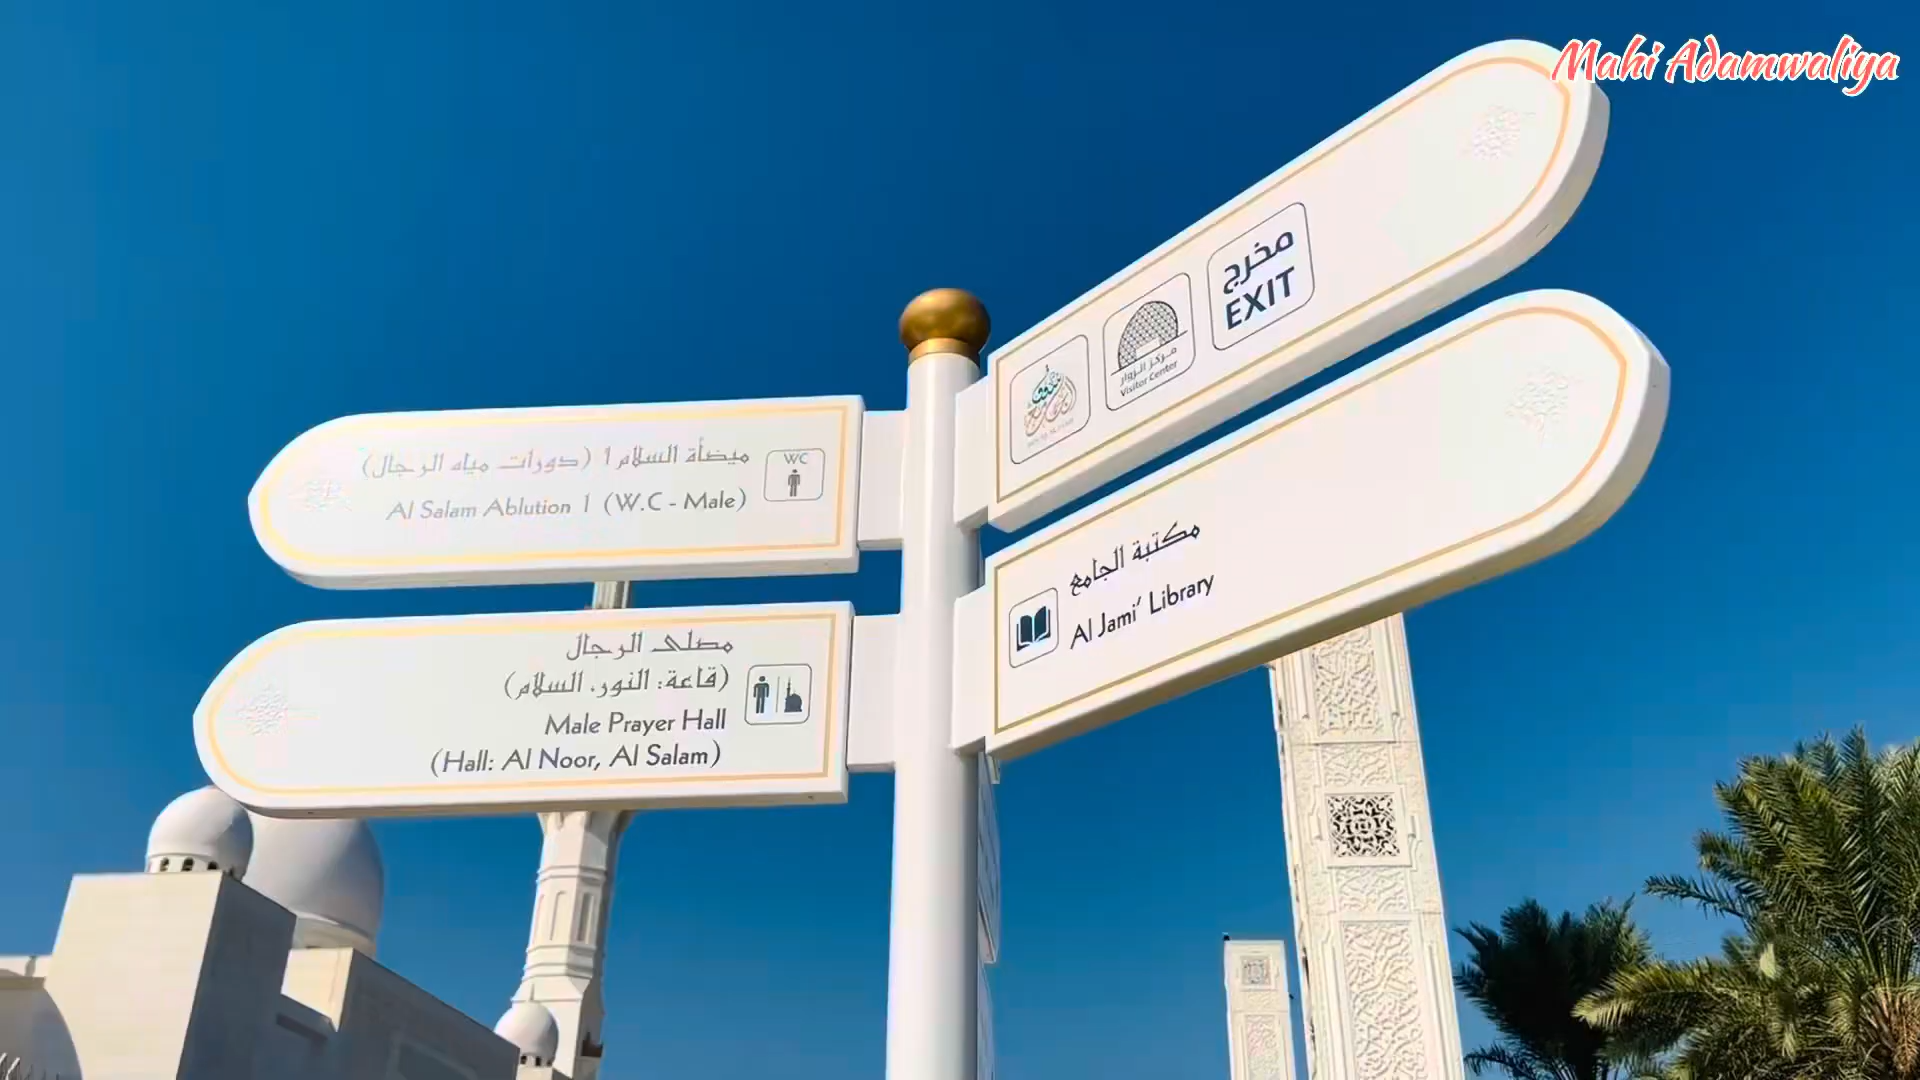 Mahi Adamwaliya
مخرج
EXIT
مركز الزوار
Visitor Center
ميضأة السلام 1 (دورات مياه الرجال)
Al Salam Ablution 1 (W.C - Male)
WC
مكتبة الجامع
Al Jami' Library
مصلى الرجال
(قاعة: النور، السلام)
Male Prayer Hall
(Hall: Al Noor, Al Salam)